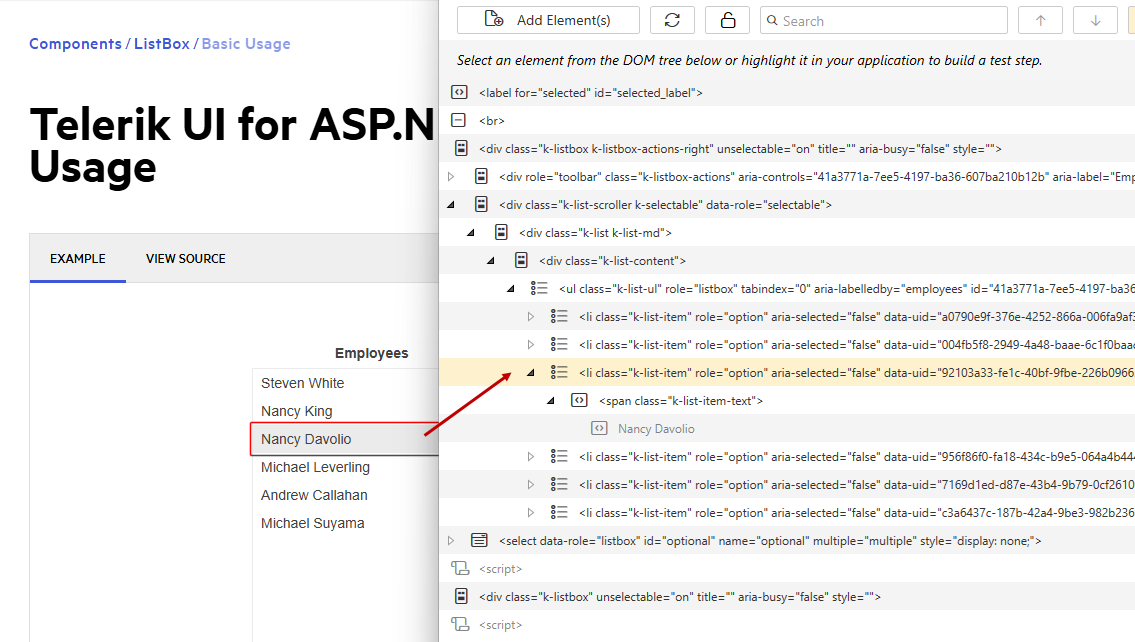 Components / ListBox / Basic Usage
Telerik UI for ASP.N
Usage
EXAMPLE VIEW SOURCE
Employees
Steven White
Nancy King
Nancy Davolio
Michael Leverling
Andrew Callahan
Michael Suyama
Add Element(s) Search
Select an element from the DOM tree below or highlight it in your application to build a test step.
<label for="selected" id="selected_label">
<br>
<div class="k-listbox k-listbox-actions-right" unselectable="on" title="" aria-busy="false" style="">
<div role="toolbar" class="k-listbox-actions" aria-controls="41a3771a-7ee5-4197-ba36-607ba210b12b" aria-label="Emp
<div class="k-list-scroller k-selectable" data-role="selectable">
<div class="k-list k-list-md">
<div class="k-list-content">
<ul class="k-list-ul" role="listbox" tabindex="0" aria-labelledby="employees" id="41a3771a-7ee5-4197-ba36
<li class="k-list-item" role="option" aria-selected="false" data-uid="a0790e9f-376e-4252-866a-006fa9af3
<li class="k-list-item" role="option" aria-selected="false" data-uid="004fb5f8-2949-4a48-baae-6c1f0baad
<li class="k-list-item" role="option" aria-selected="false" data-uid="92103a33-fe1c-40bf-9fbe-226b0966
<span class="k-list-item-text">
Nancy Davolio
<li class="k-list-item" role="option" aria-selected="false" data-uid="956f86f0-fa18-434c-b9e5-064a4b444
<li class="k-list-item" role="option" aria-selected="false" data-uid="7169d1ed-d87e-43b4-9b79-0cf2610
<li class="k-list-item" role="option" aria-selected="false" data-uid="c3a6437c-187b-42a4-9be3-982b236
<select data-role="listbox" id="optional" name="optional" multiple="multiple" style="display: none;">
<script>
<div class="k-listbox" unselectable="on" title="" aria-busy="false" style="">
<script>